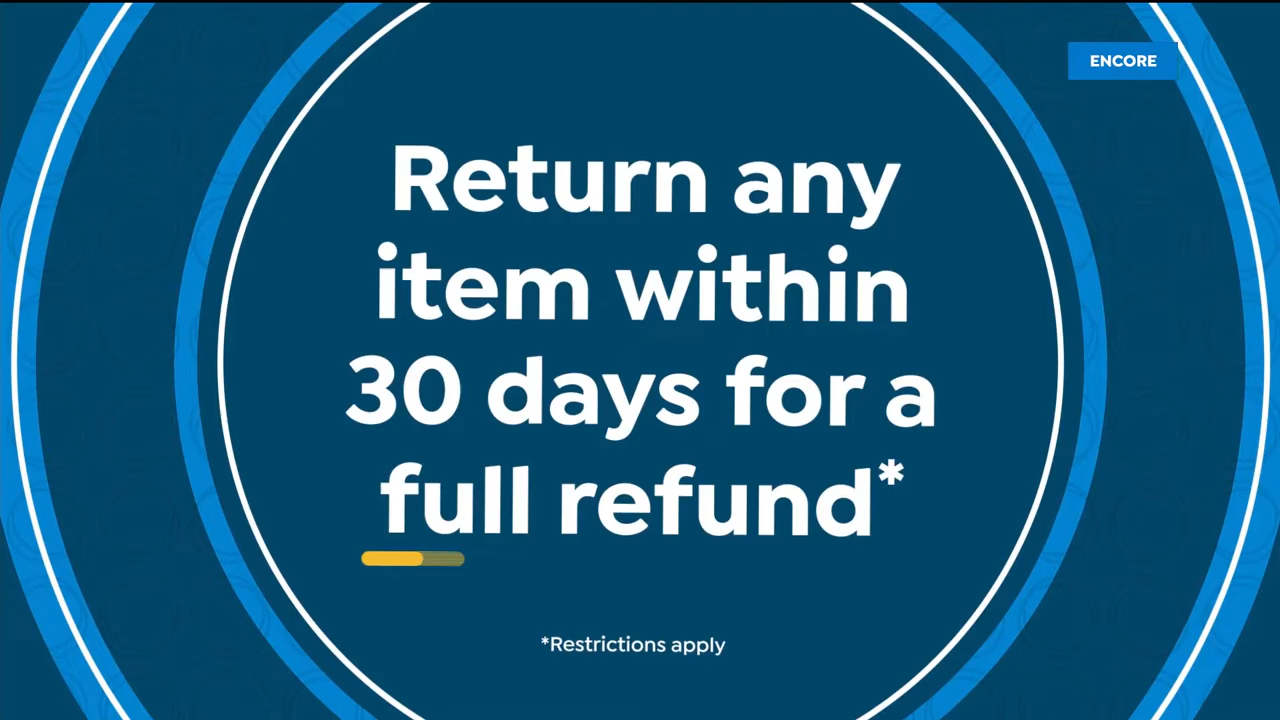 ENCORE
Return any
item within
30 days for a
full refund*
*Restrictions apply